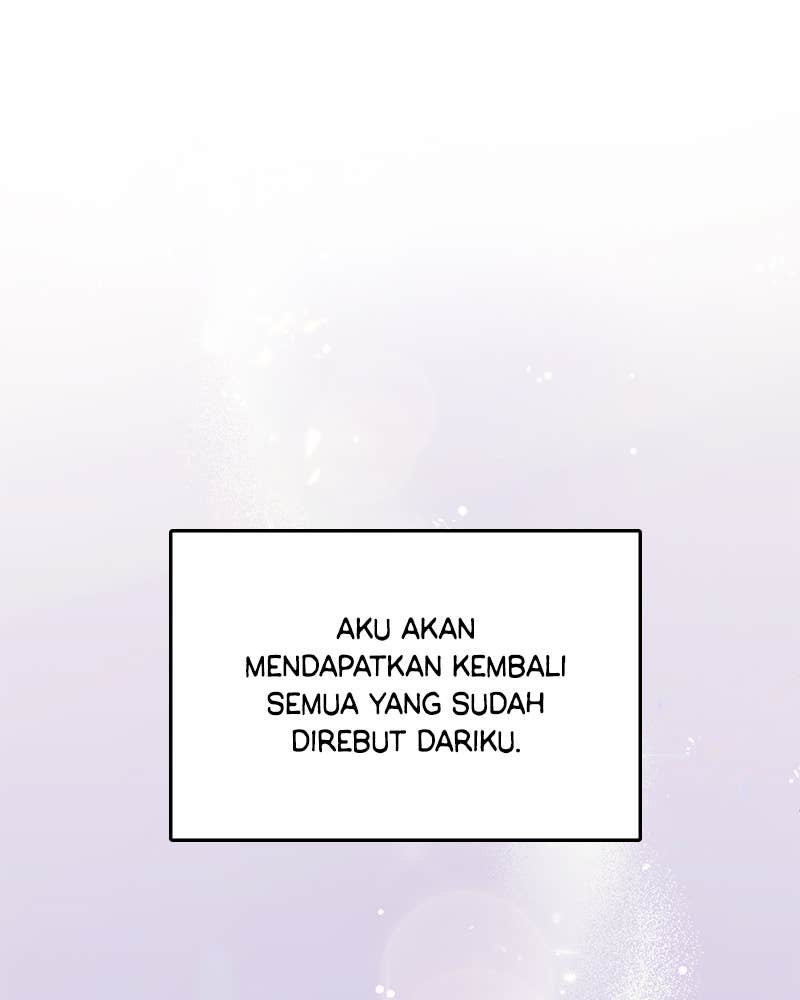 AKU AKAN
MENDAPATKAN KEMBALI
SEMUA YANG SUDAH
DIREBUT DARIKU.